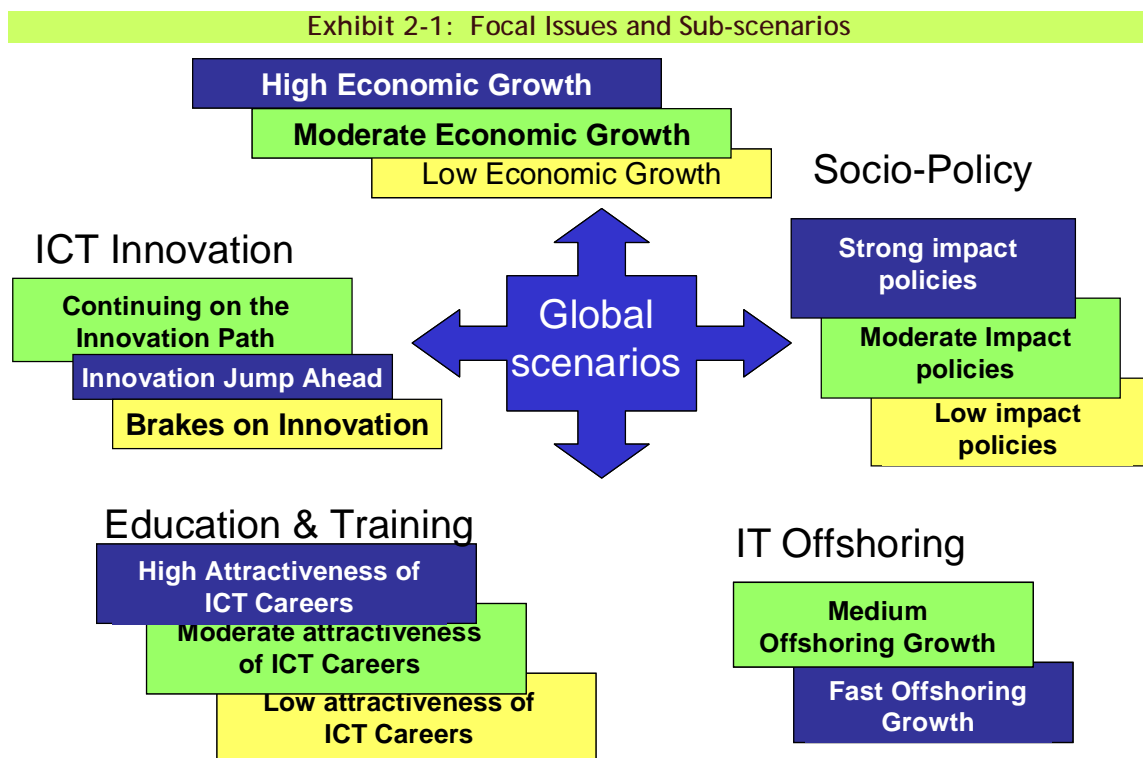 Exhibit 2-1: Focal Issues and Sub-scenarios
High Economic Growth
Moderate Economic Growth
Low Economic Growth
Socio-Policy
Strong impact
policies
Moderate Impact
policies
Low impact
policies
ICT Innovation
Continuing on the
Innovation Path
Innovation Jump Ahead
Brakes on Innovation
Global
scenarios
Education & Training
High Attractiveness of
ICT Careers
Moderate attractiveness
of ICT Careers
Low attractiveness of
ICT Careers
IT Offshoring
Medium
Offshoring Growth
Fast Offshoring
Growth